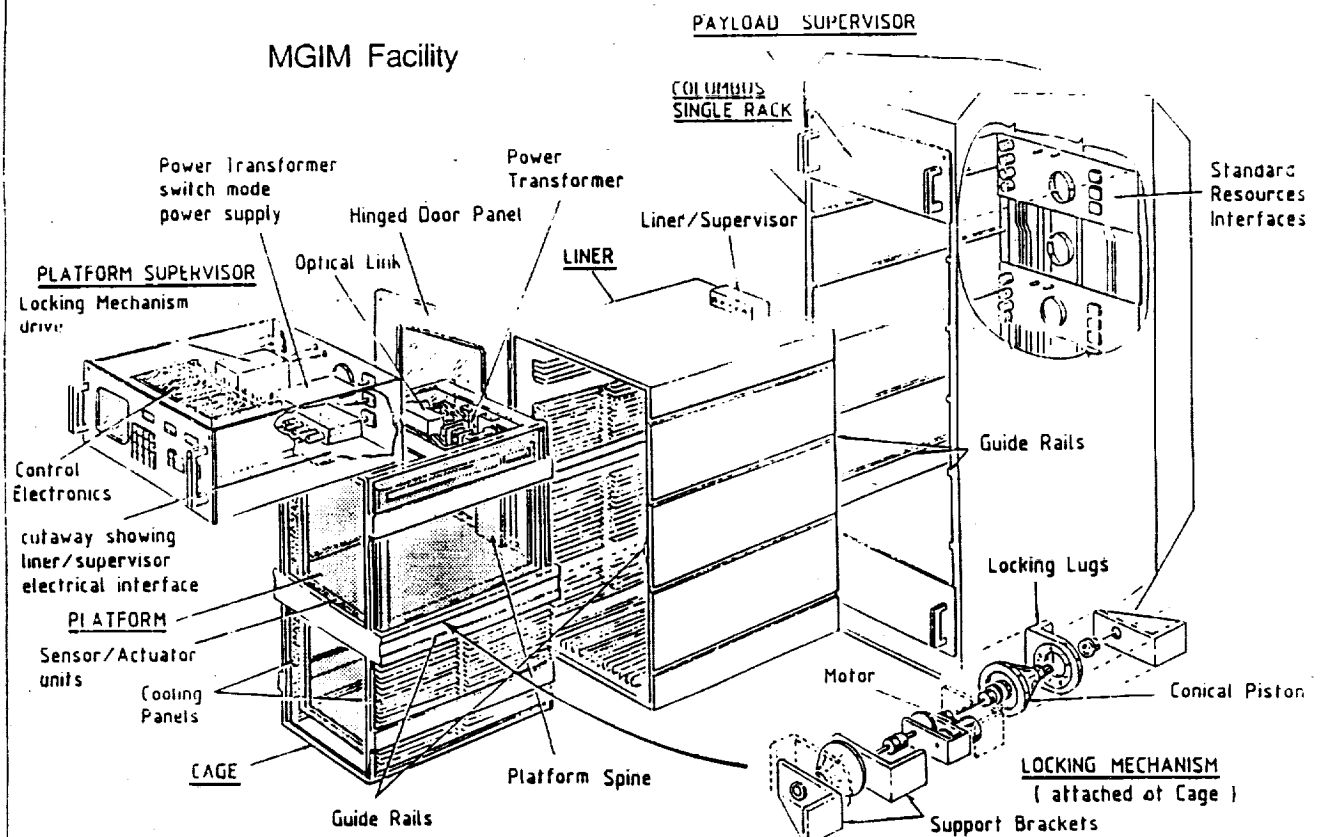 PAYLOAD SUPERVISOR
MGIM Facility
COLUMBUS
SINGLE RACK
Power Transformer
switch mode
power supply
Power
Transformer
Hinged Door Panel
Liner/Supervisor
Standard
Resources
Interfaces
PLATFORM SUPERVISOR
Optical Link
LINER
Locking Mechanism
drive
Guide Rails
Control
Electronics
cutaway showing
liner/supervisor
electrical interface
Locking Lugs
PLATFORM
Sensor/Actuator
units
Cooling
Panels
Motor
Conical Piston
CAGE
Platform Spine
LOCKING MECHANISM
( attached at Cage )
Guide Rails
Support Brackets